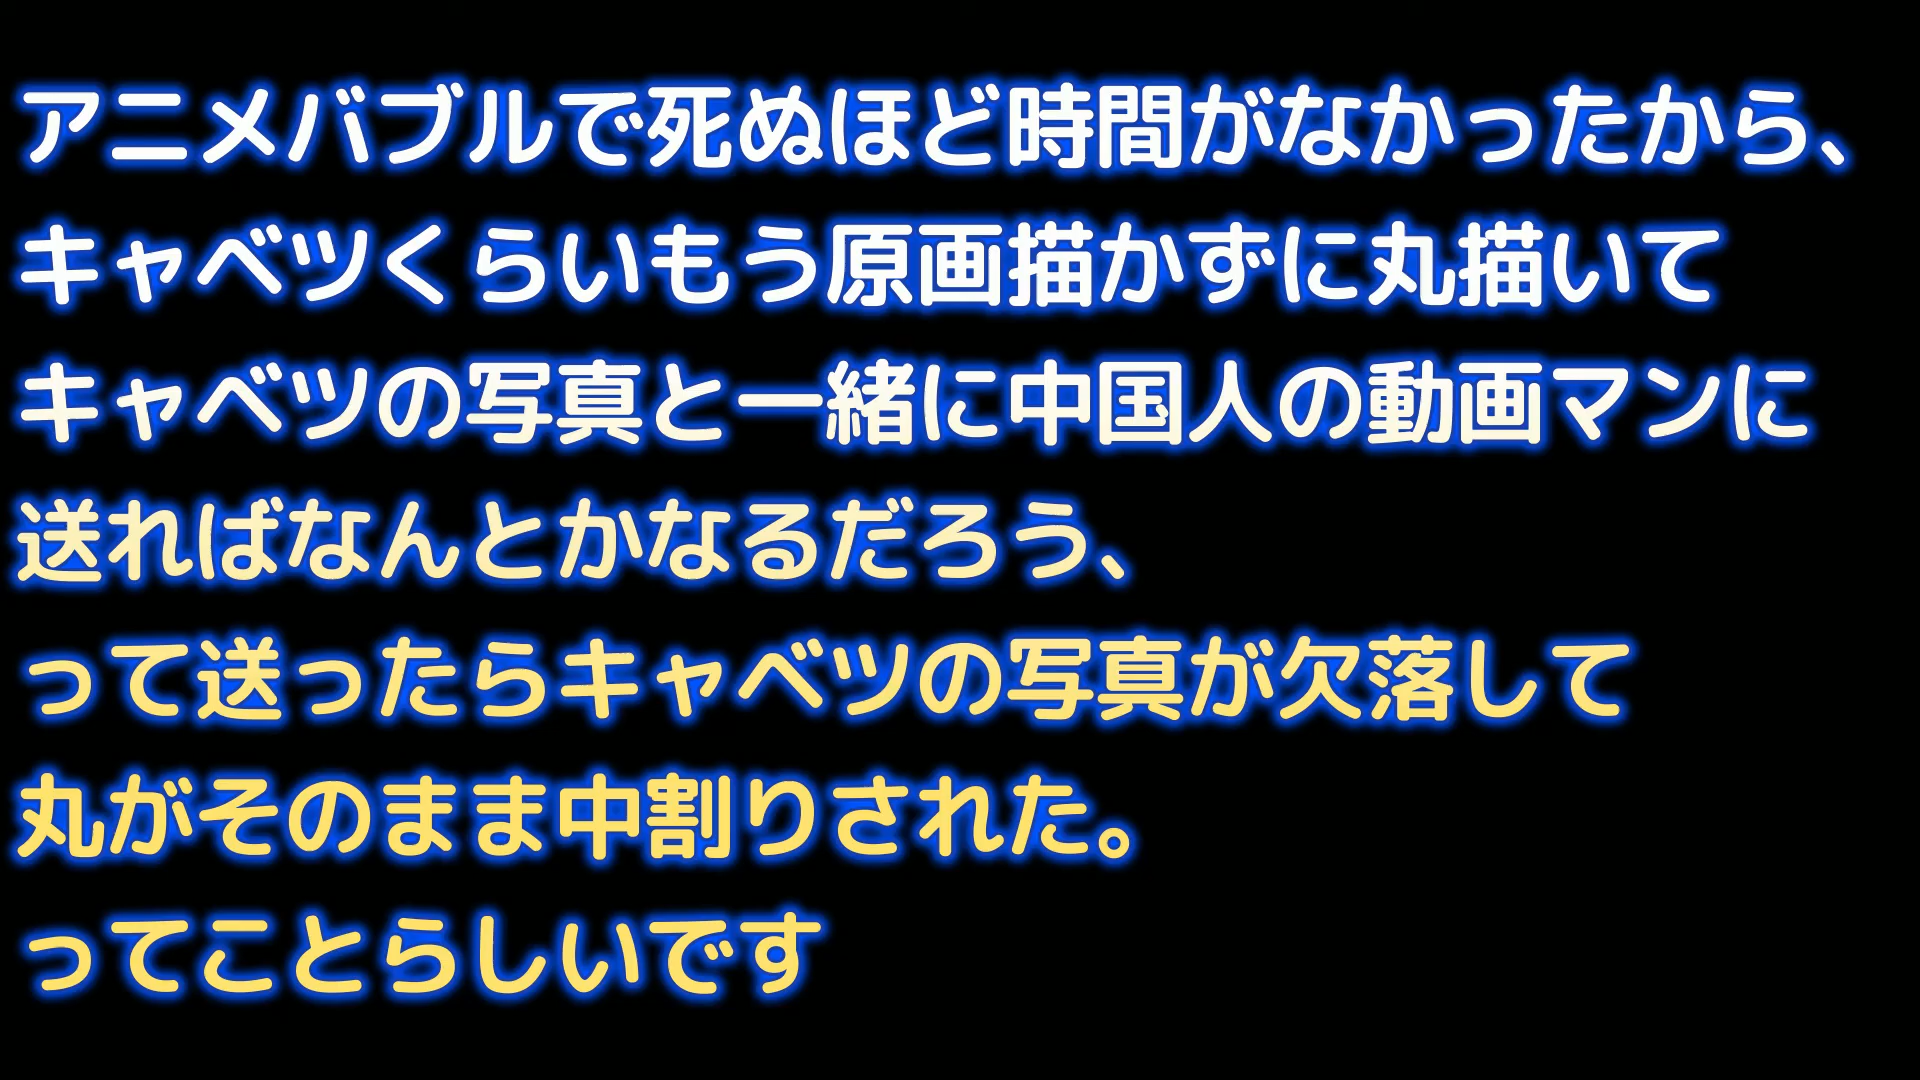 アニメバブルで死ぬほど時間がなかったから、
キャベツくらいもう原画描かずに丸描いて
キャベツの写真と一緒に中国人の動画マンに
送ればなんとかなるだろう、
って送ったらキャベツの写真が欠落して
丸がそのまま中割りされた。
ってことらしいです